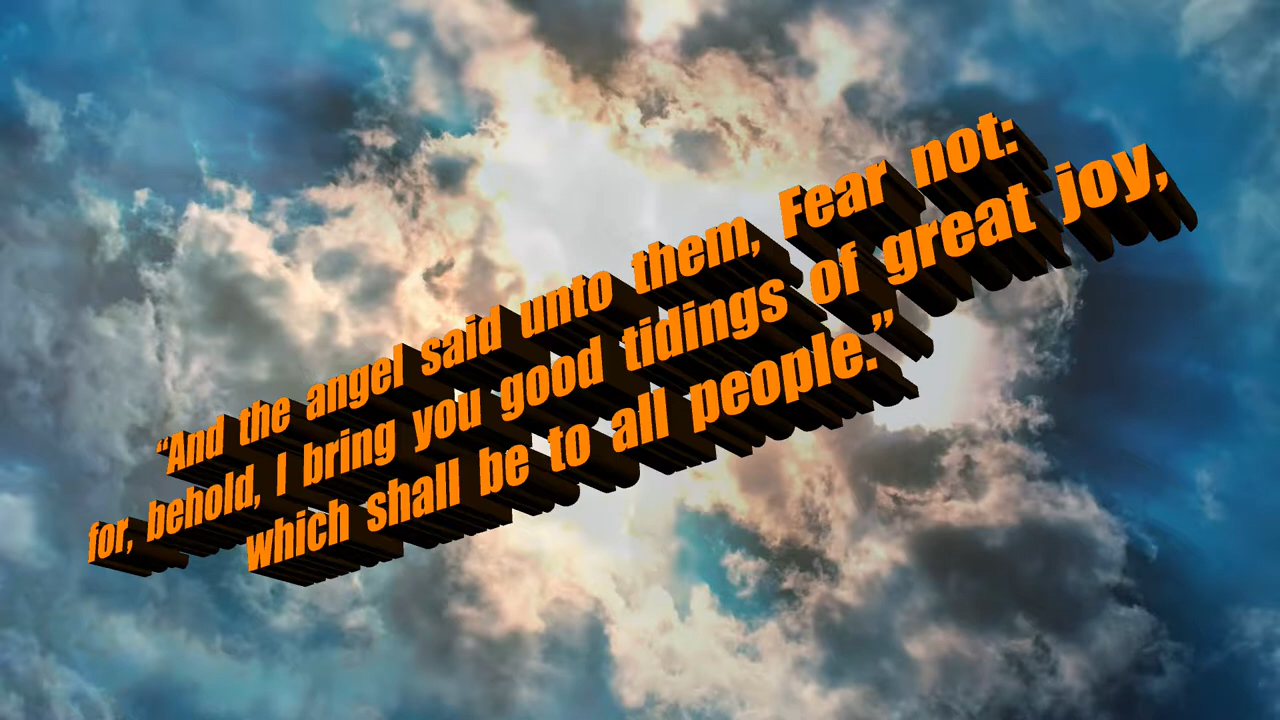 “And the angel said unto them, Fear not:
for, behold, I bring you good tidings of great joy,
which shall be to all people.”